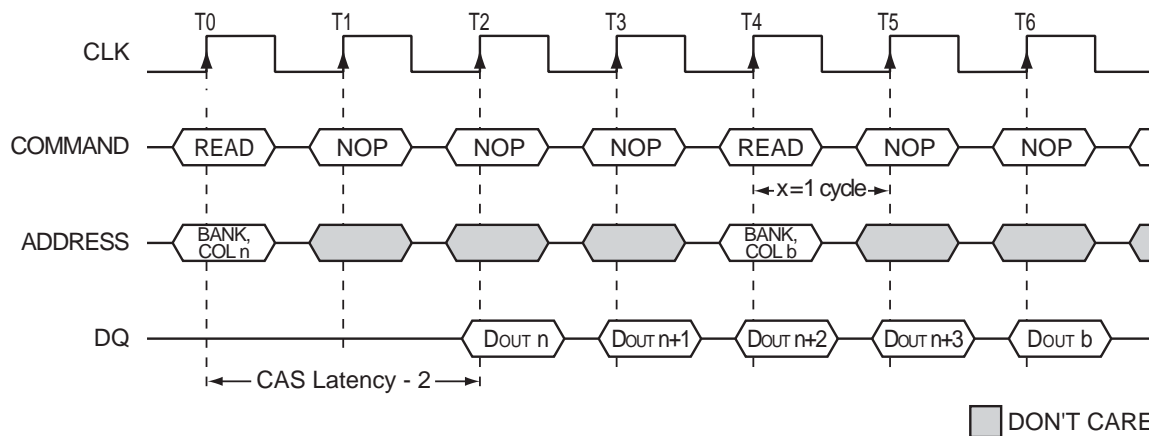 T0 T1 T2 T3 T4 T5 T6
CLK
COMMAND READ NOP NOP NOP READ NOP NOP
x=1 cycle
ADDRESS BANK, COL n BANK, COL b
DQ DOUT n DOUT n+1 DOUT n+2 DOUT n+3 DOUT b
CAS Latency - 2
DON'T CARE